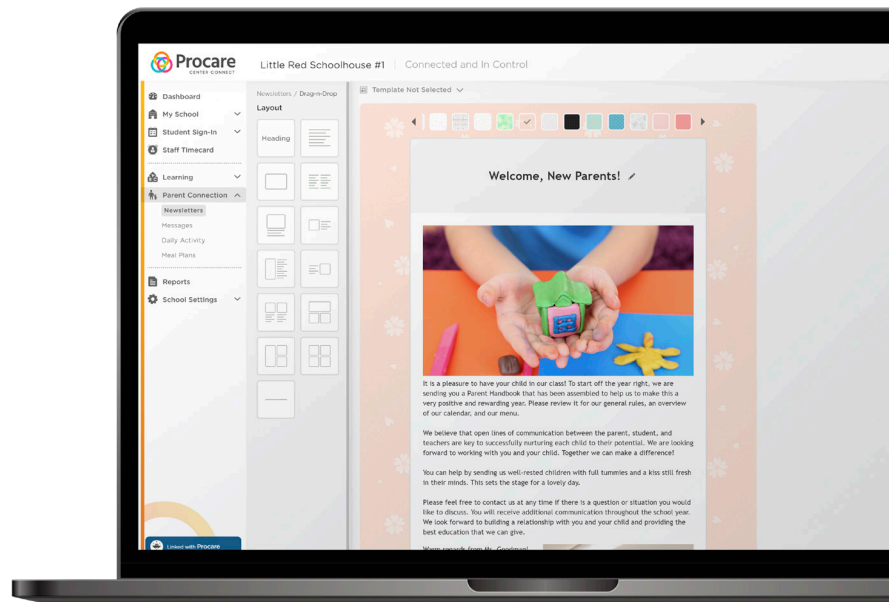 Procare
CENTER CONNECT
Little Red Schoolhouse #1 | Connected and In Control
Dashboard
My School
Student Sign-In
Staff Timecard
Learning
Parent Connection
Newsletters
Messages
Daily Activity
Meal Plans
Reports
School Settings
Linked with Procare
Newsletters / Drag-n-Drop
Layout
Heading
Template Not Selected
Welcome, New Parents!
It is a pleasure to have your child in our class! To start off the year right, we are
sending you a Parent Handbook that has been assembled to help us to make this a
very positive and rewarding year. Please review it for our general rules, an overview
of our calendar, and our menu.
We believe that open lines of communication between the parent, student, and
teachers are key to successfully nurturing each child to their potential. We are looking
forward to working with you and your child. Together we can make a difference!
You can help by sending us well-rested children with full tummies and a kiss still fresh
in their minds. This sets the stage for a lovely day.
Please feel free to contact us at any time if there is a question or situation you would
like to discuss. You will receive additional communication throughout the school year.
We look forward to building a relationship with you and your child and providing the
best education that we can give.
Warm regards from Ms. Goodman!